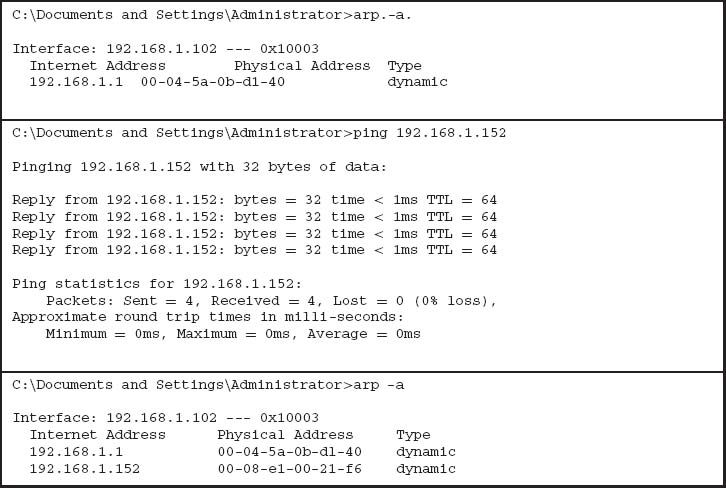 C:\Documents and Settings\Administrator>arp.-a.
Interface: 192.168.1.102 --- 0x10003
Internet Address Physical Address Type
192.168.1.1 00-04-5a-0b-d1-40 dynamic
C:\Documents and Settings\Administrator>ping 192.168.1.152
Pinging 192.168.1.152 with 32 bytes of data:
Reply from 192.168.1.152: bytes = 32 time < 1ms TTL = 64
Reply from 192.168.1.152: bytes = 32 time < 1ms TTL = 64
Reply from 192.168.1.152: bytes = 32 time < 1ms TTL = 64
Reply from 192.168.1.152: bytes = 32 time < 1ms TTL = 64
Ping statistics for 192.168.1.152:
Packets: Sent = 4, Received = 4, Lost = 0 (0% loss),
Approximate round trip times in milli-seconds:
Minimum = 0ms, Maximum = 0ms, Average = 0ms
C:\Documents and Settings\Administrator>arp -a
Interface: 192.168.1.102 --- 0x10003
Internet Address Physical Address Type
192.168.1.1 00-04-5a-0b-dl-40 dynamic
192.168.1.152 00-08-e1-00-21-f6 dynamic